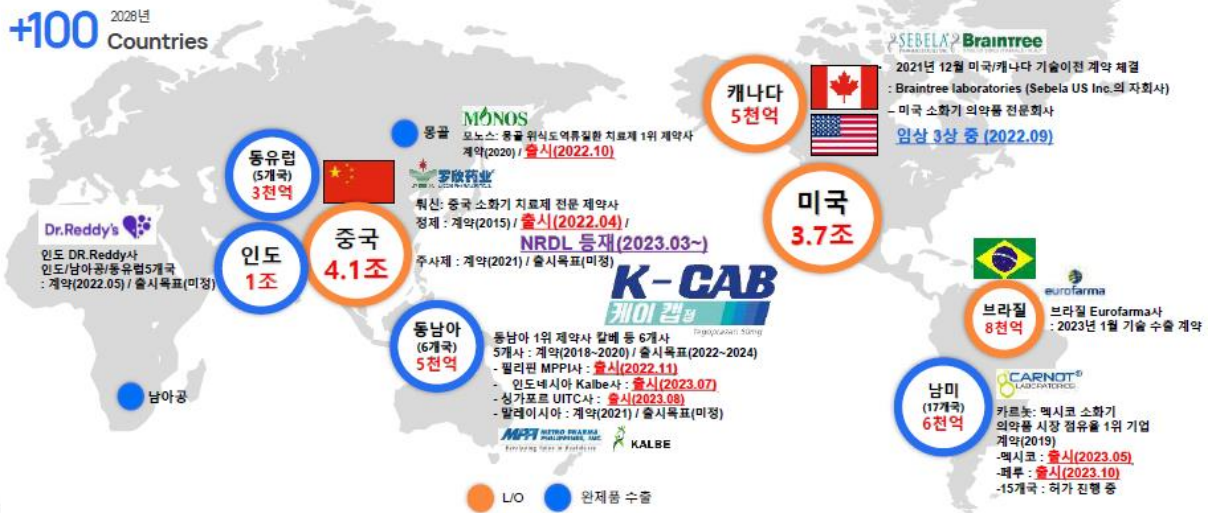 +100
2028년
Countries
SEBELA
Braintree
2021년 12월 미국/캐나다 기술이전 계약 체결
: Braintree laboratories (Sebela US Inc.의 자회사)
– 미국 소화기 의약품 전문회사
임상 3상 중 (2022.09)
캐나다
5천억
미국
3.7조
몽골
MONOS
모노스: 몽골 위식도역류질환 치료제 1위 제약사
계약(2020) / 출시(2022.10)
동유럽
(5개국)
3천억
罗欣药业
뤄신: 중국 소화기 치료제 전문 제약사
정제 : 계약(2015) / 출시(2022.04) /
NRDL 등재(2023.03~)
주사제 : 계약(2021) / 출시목표(미정)
중국
4.1조
Dr.Reddy's
인도 DR.Reddy사
인도/남아공/동유럽5개국
: 계약(2022.05) / 출시목표(미정)
인도
1조
K-CAB
케이캡정
Tegoprazan 50mg
동남아
(6개국)
5천억
동남아 1위 제약사 칼베 등 6개사
5개사 : 계약(2018~2020) / 출시목표(2022~2024)
- 필리핀 MPPI사 : 출시(2022.11)
- 인도네시아 Kalbe사 : 출시(2023.07)
- 싱가포르 UITC사 : 출시(2023.08)
- 말레이시아 : 계약(2021) / 출시목표(미정)
MPPI METRO PHARMA PHILIPPINES, INC.
KALBE
남아공
eurofarma
브라질
8천억
브라질 Eurofarma사
: 2023년 1월 기술 수출 계약
CARNOT®
LABORATORIOS
남미
(17개국)
6천억
카르놋: 멕시코 소화기
의약품 시장 점유율 1위 기업
계약(2019)
-멕시코 : 출시(2023.05)
-페루 : 출시(2023.10)
-15개국 : 허가 진행 중
L/O
완제품 수출